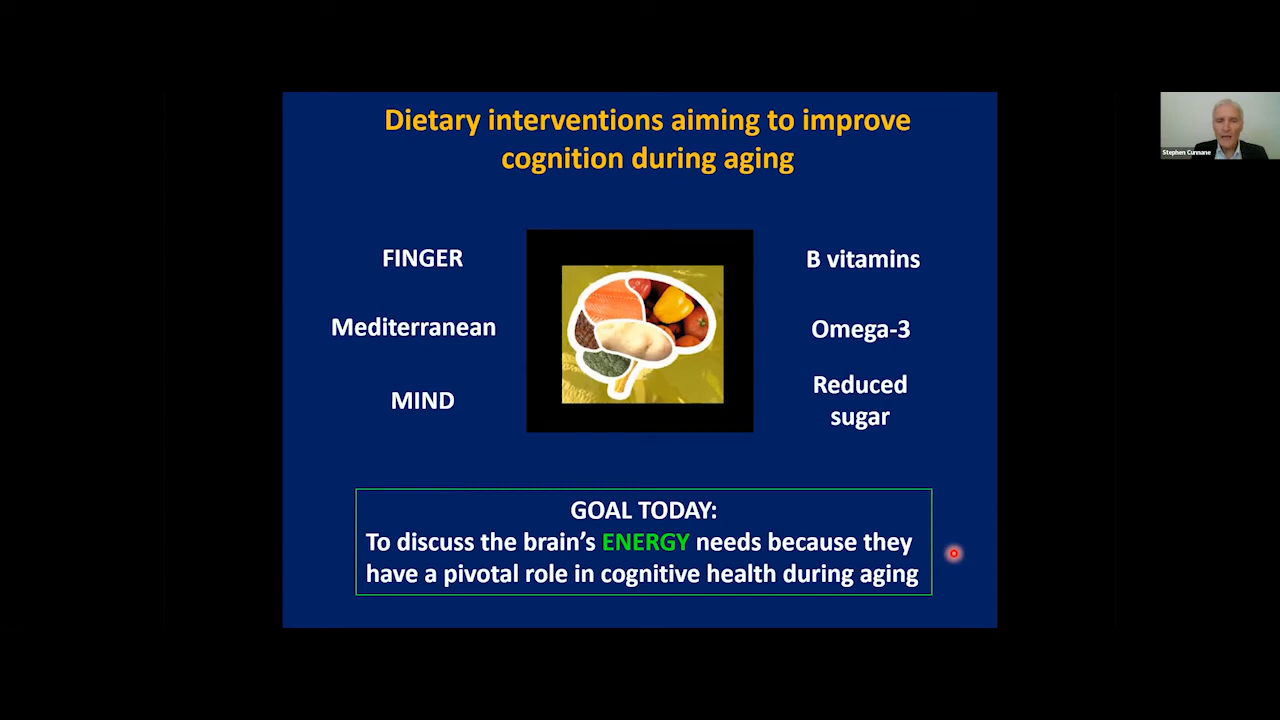 Dietary interventions aiming to improve
cognition during aging
FINGER
Mediterranean
MIND
B vitamins
Omega-3
Reduced
sugar
GOAL TODAY:
To discuss the brain's ENERGY needs because they
have a pivotal role in cognitive health during aging
Stephen Cunnane